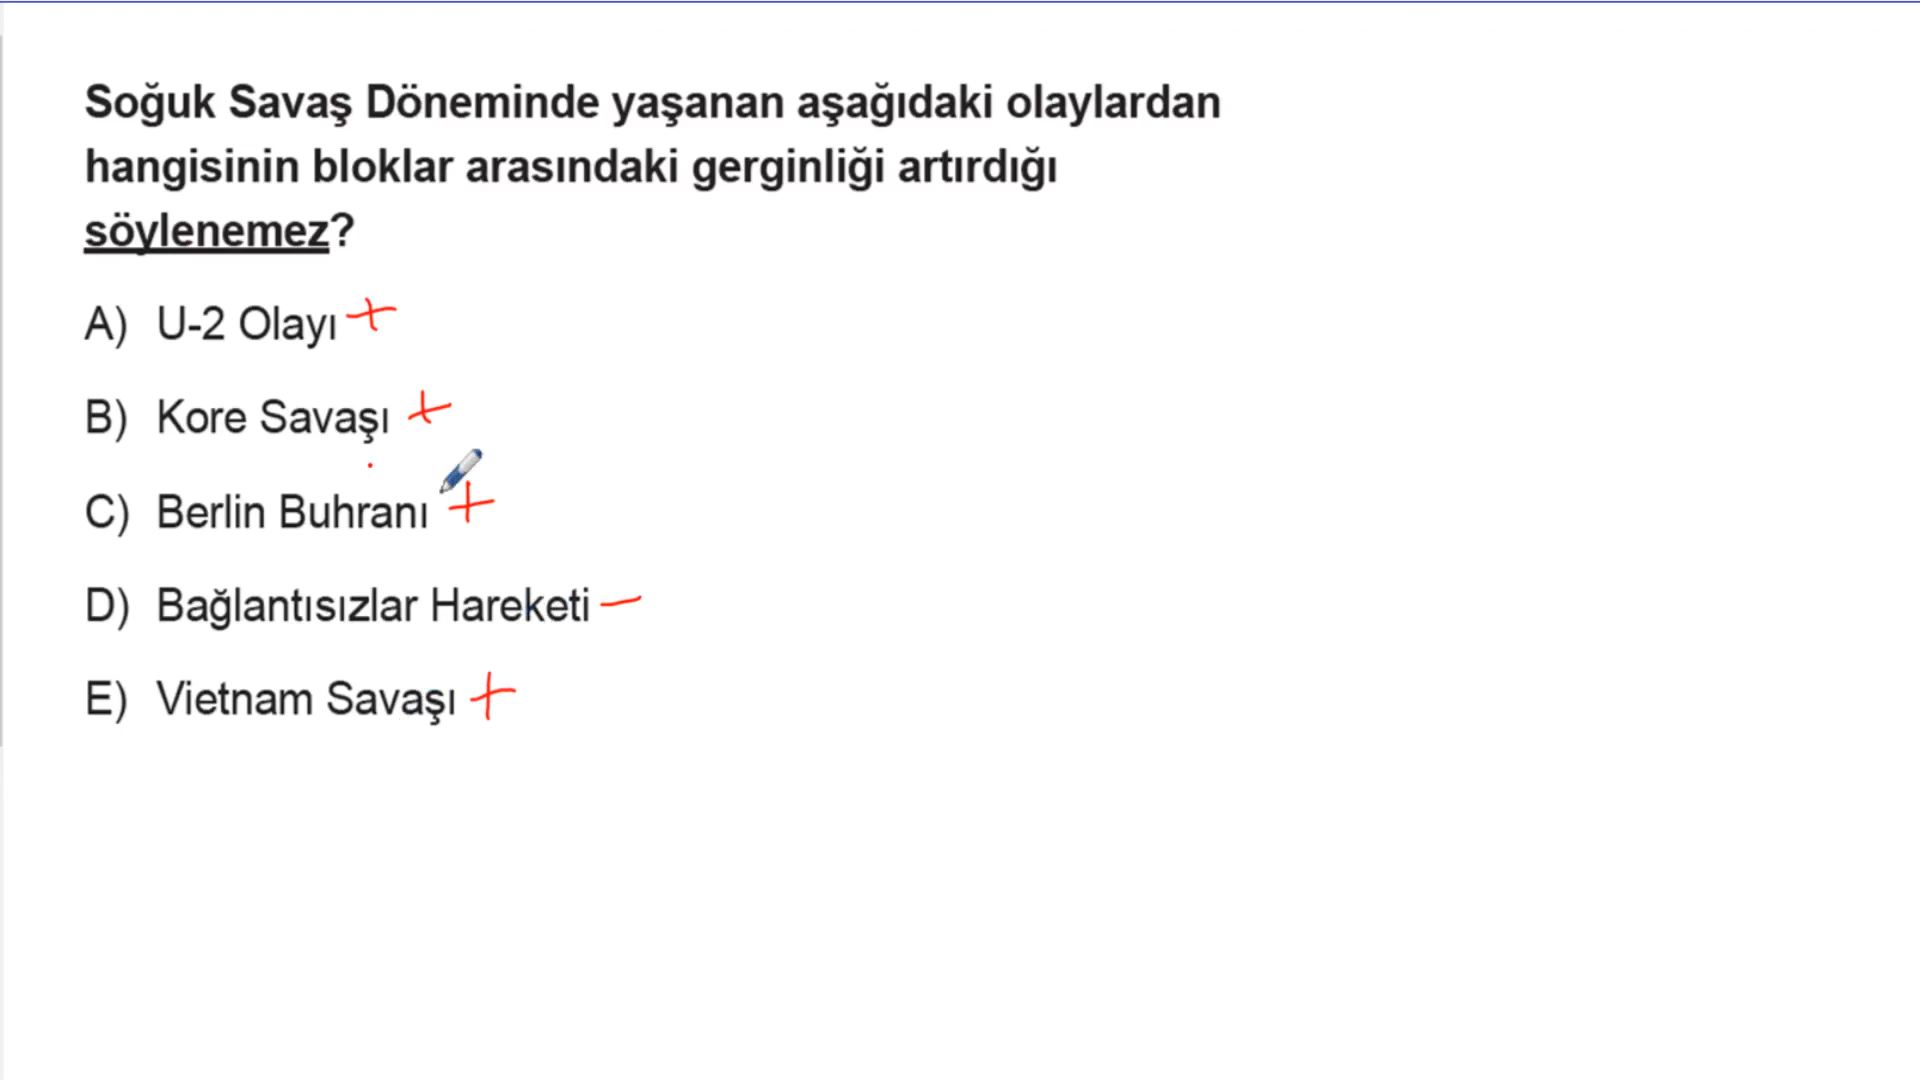 Soğuk Savaş Döneminde yaşanan aşağıdaki olaylardan
hangisinin bloklar arasındaki gerginliği artırdığı
söylenemez?
A) U-2 Olayı +
B) Kore Savaşı +
C) Berlin Buhranı +
D) Bağlantısızlar Hareketi -
E) Vietnam Savaşı +